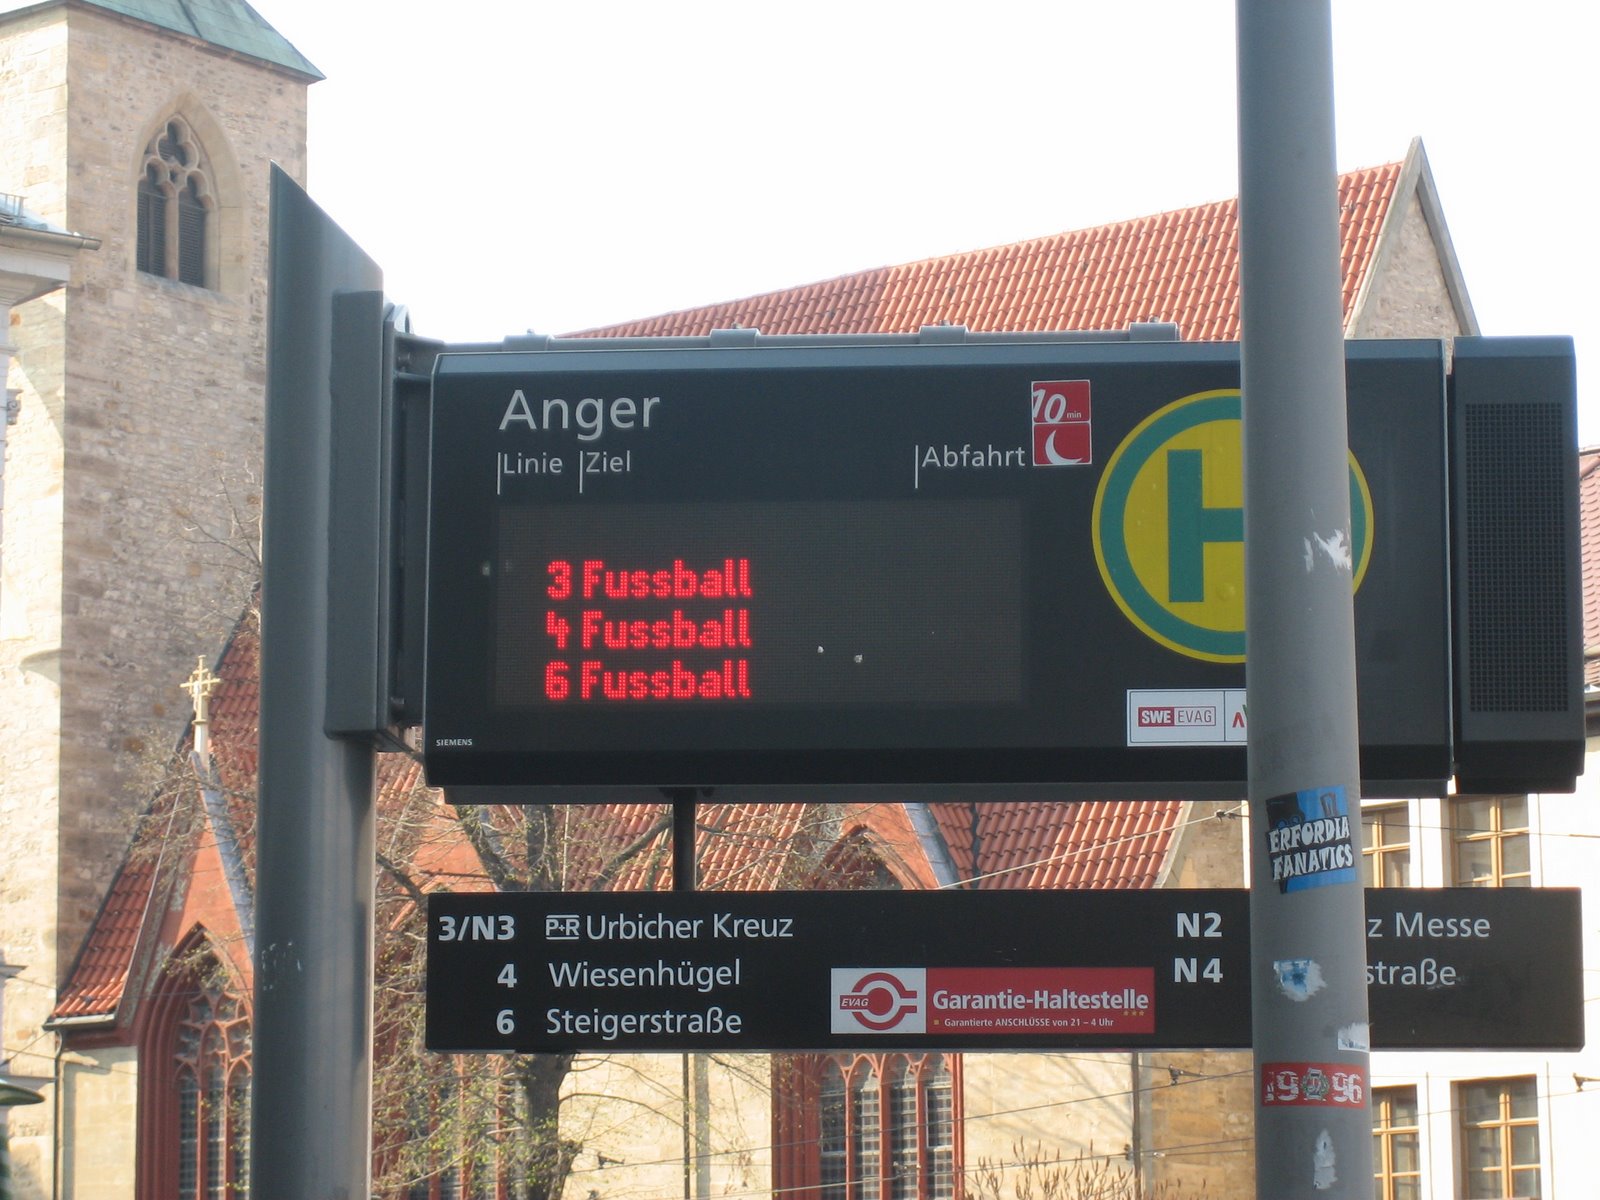 Anger
Linie Ziel Abfahrt
10 min
3 Fussball
4 Fussball
6 Fussball
H
SIEMENS
SWE EVAG
ERFORDIA
FANATICS
3/N3 P+R Urbicher Kreuz
4 Wiesenhügel
6 Steigerstraße
EVAG
Garantie-Haltestelle
Garantierte ANSCHLÜSSE von 21 – 4 Uhr
N2 z Messe
N4 straße
1996